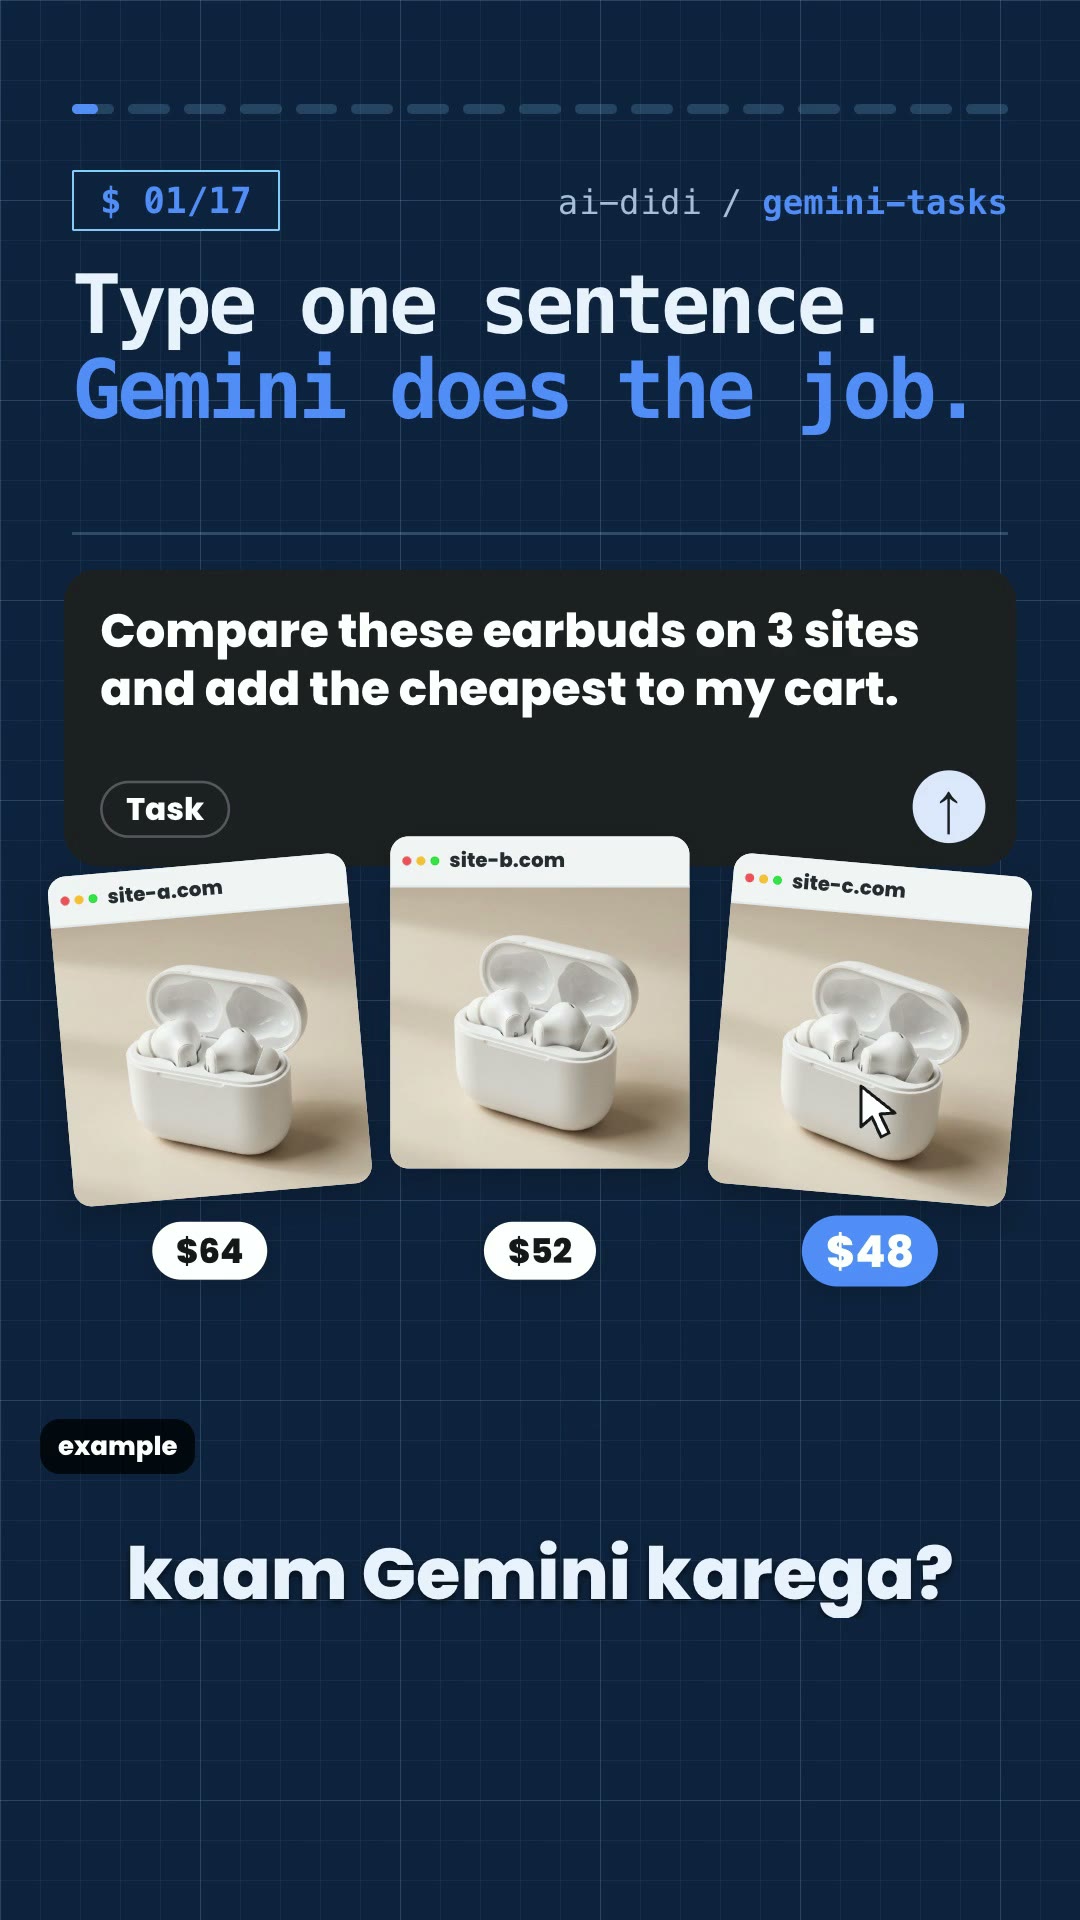 $ 01/17
ai-didi / gemini-tasks
Type one sentence.
Gemini does the job.
Compare these earbuds on 3 sites
and add the cheapest to my cart.
Task
↑
site-a.com
site-b.com
site-c.com
$64
$52
$48
example
kaam Gemini karega?